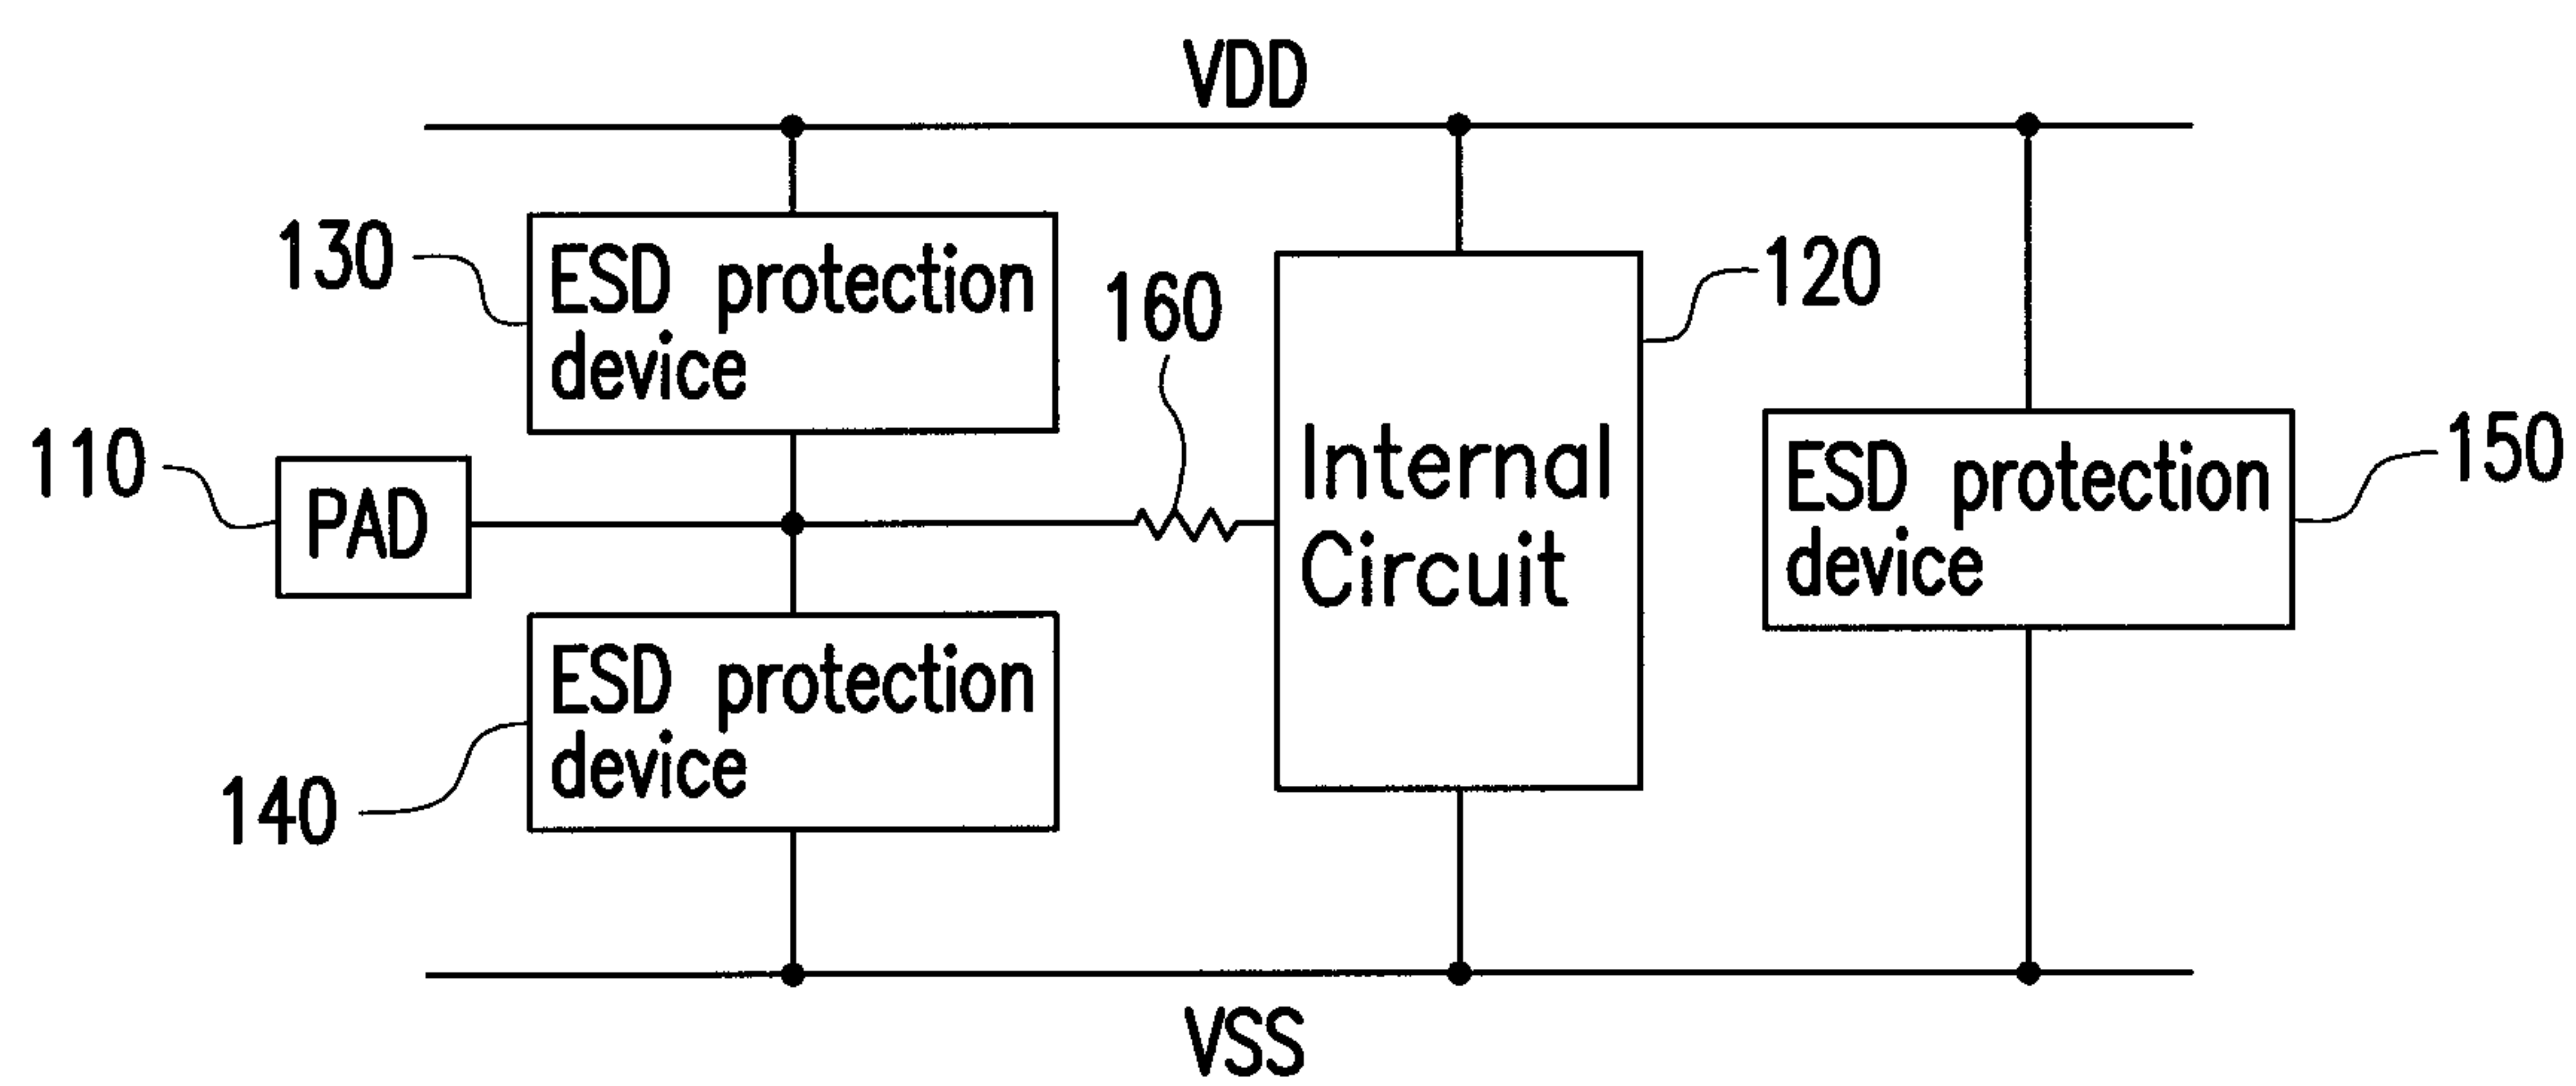 VDD
130
ESD protection
device
160
120
110
PAD
Internal
Circuit
150
ESD protection
device
140
ESD protection
device
VSS